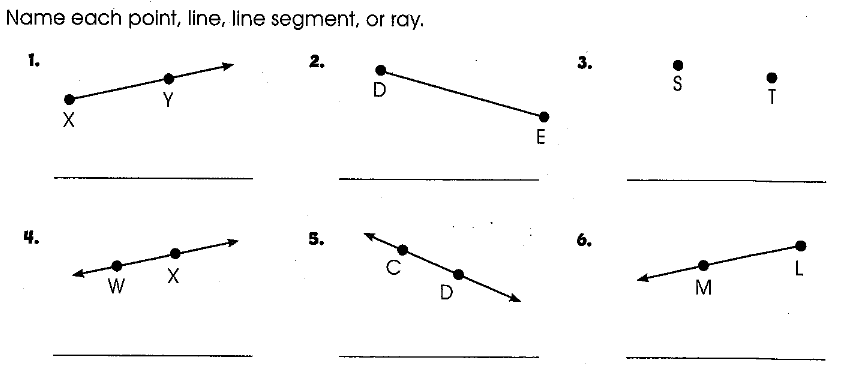 Name each point, line, line segment, or ray.
1.
X
Y
2.
D
E
3.
S
T
4.
W
X
5.
C
D
6.
M
L